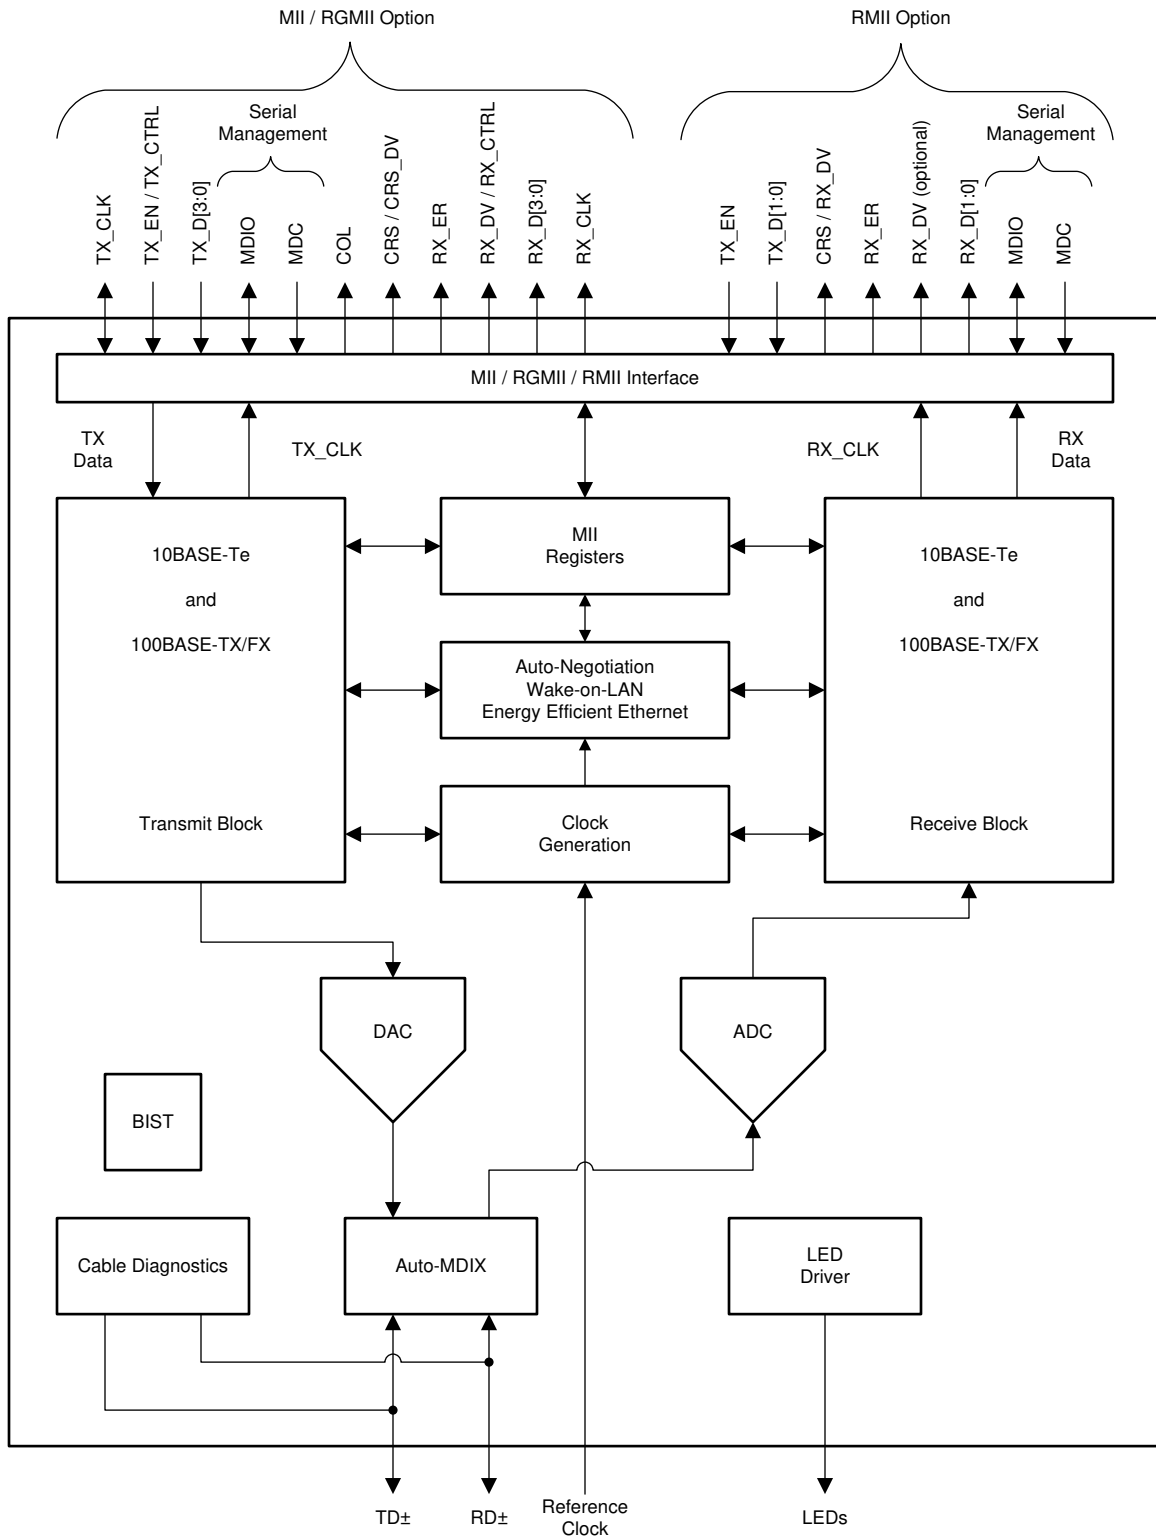 MII / RGMII Option
RMII Option
Serial
Management
Serial
Management
TX_CLK
TX_EN / TX_CTRL
TX_D[3:0]
MDIO
MDC
COL
CRS / CRS_DV
RX_ER
RX_DV / RX_CTRL
RX_D[3:0]
RX_CLK
TX_EN
TX_D[1:0]
CRS / RX_DV
RX_ER
RX_DV (optional)
RX_D[1:0]
MDIO
MDC
MII / RGMII / RMII Interface
TX
Data
TX_CLK
RX_CLK
RX
Data
10BASE-Te
and
100BASE-TX/FX
Transmit Block
MII
Registers
Auto-Negotiation
Wake-on-LAN
Energy Efficient Ethernet
Clock
Generation
10BASE-Te
and
100BASE-TX/FX
Receive Block
DAC
ADC
BIST
Cable Diagnostics
Auto-MDIX
LED
Driver
TD±
RD±
Reference
Clock
LEDs